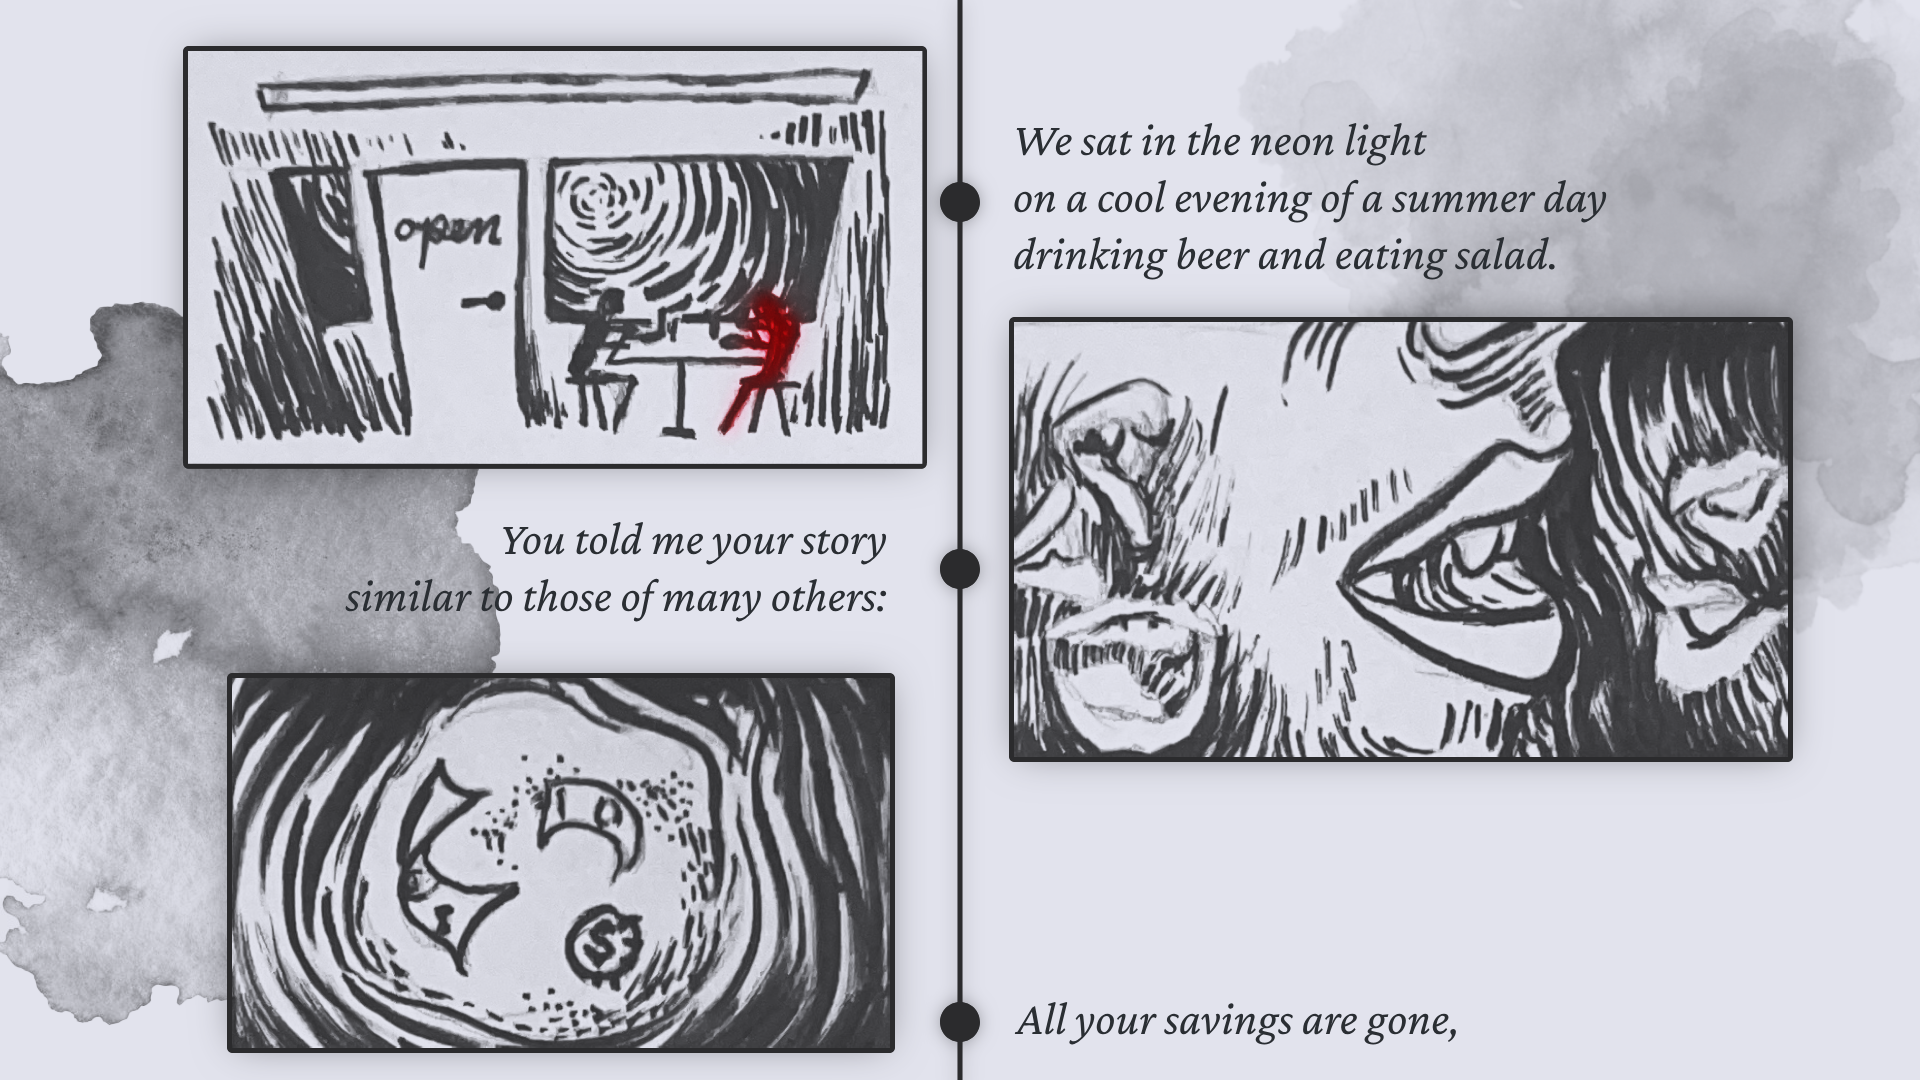 open
We sat in the neon light
on a cool evening of a summer day
drinking beer and eating salad.
You told me your story
similar to those of many others:
10
$
All your savings are gone,